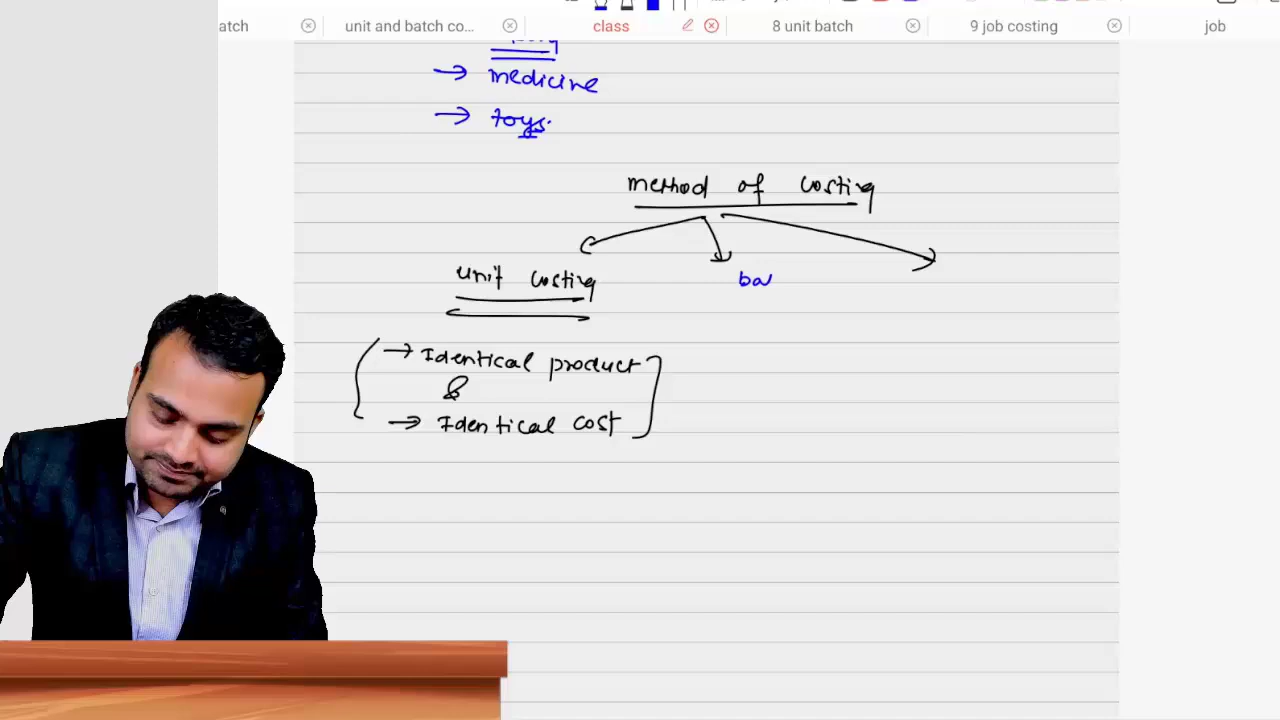 atch
unit and batch co...
class
8 unit batch
9 job costing
job
→ medicine
→ toys.
method of costing
unit costing
ba
→ Identical product
&
→ Identical cost